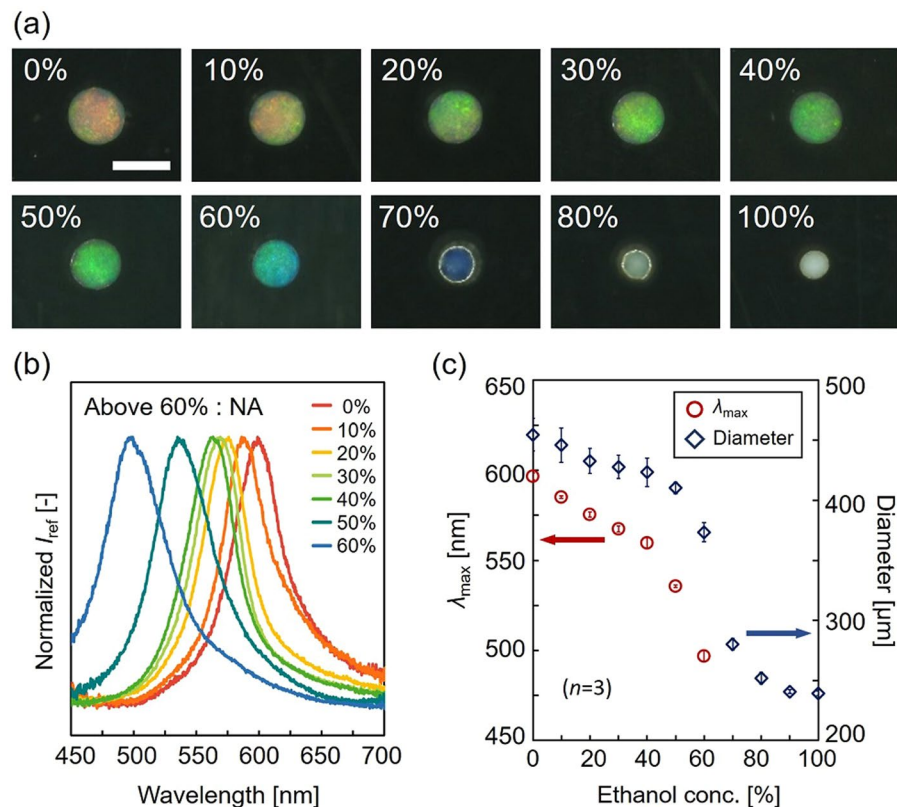 (a)
0%
10%
20%
30%
40%
50%
60%
70%
80%
100%
(b)
Above 60% : NA
0%
10%
20%
30%
40%
50%
60%
Normalized Iref [-]
450 500 550 600 650 700
Wavelength [nm]
(c)
650
600
550
500
450
λmax [nm]
λmax
Diameter
(n=3)
500
400
300
200
Diameter [μm]
0 20 40 60 80 100
Ethanol conc. [%]